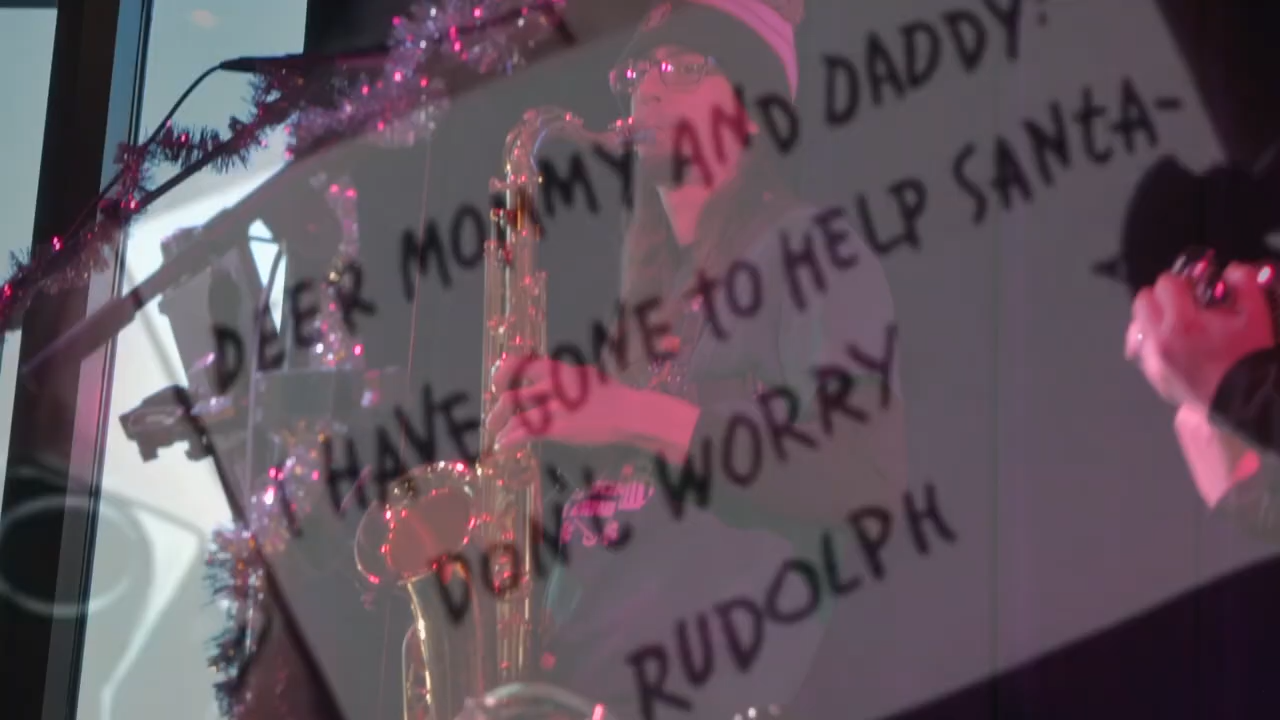 DEER MOMMY AND DADDY:
I HAVE GONE to HELP SANtA-
DON't WORRY
RUDOLPH